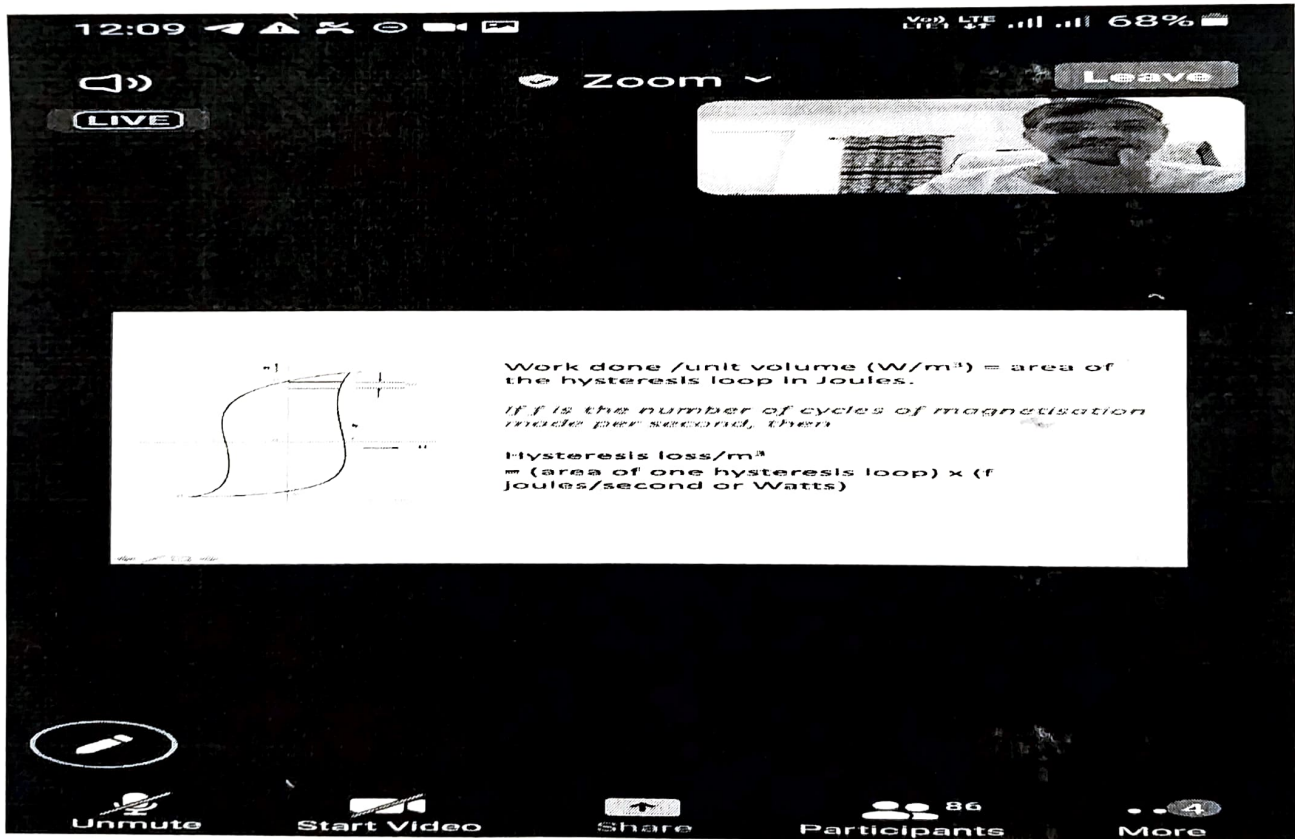 12:09
LTE 68%
Zoom
Leave
LIVE
Work done /unit volume (W/m³) = area of
the hysteresis loop in Joules.
If f is the number of cycles of magnetisation
made per second, then
Hysteresis loss/m³
= (area of one hysteresis loop) x (f
joules/second or Watts)
Unmute
Start Video
Share
86
Participants
4
More